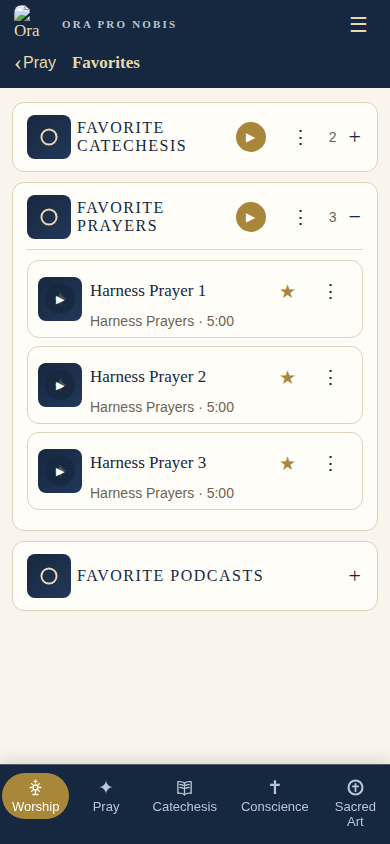 Ora
ORA PRO NOBIS
☰
‹ Pray Favorites
FAVORITE
CATECHESIS
⋮ 2 +
FAVORITE
PRAYERS
⋮ 3 −
Harness Prayer 1 ★ ⋮
Harness Prayers · 5:00
Harness Prayer 2 ★ ⋮
Harness Prayers · 5:00
Harness Prayer 3 ★ ⋮
Harness Prayers · 5:00
FAVORITE PODCASTS +
Worship
Pray
Catechesis
Conscience
Sacred
Art